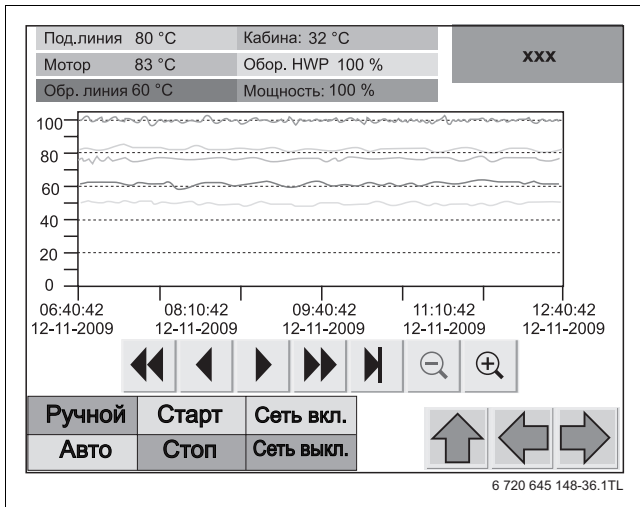 Под.линия 80 °C Кабина: 32 °C
xxx
Мотор 83 °C Обор. HWP 100 %
Обр. линия 60 °C Мощность: 100 %
100
80
60
40
20
0
06:40:42 08:10:42 09:40:42 11:10:42 12:40:42
12-11-2009 12-11-2009 12-11-2009 12-11-2009 12-11-2009
Ручной Старт Сеть вкл.
Авто Стоп Сеть выкл.
6 720 645 148-36.1TL